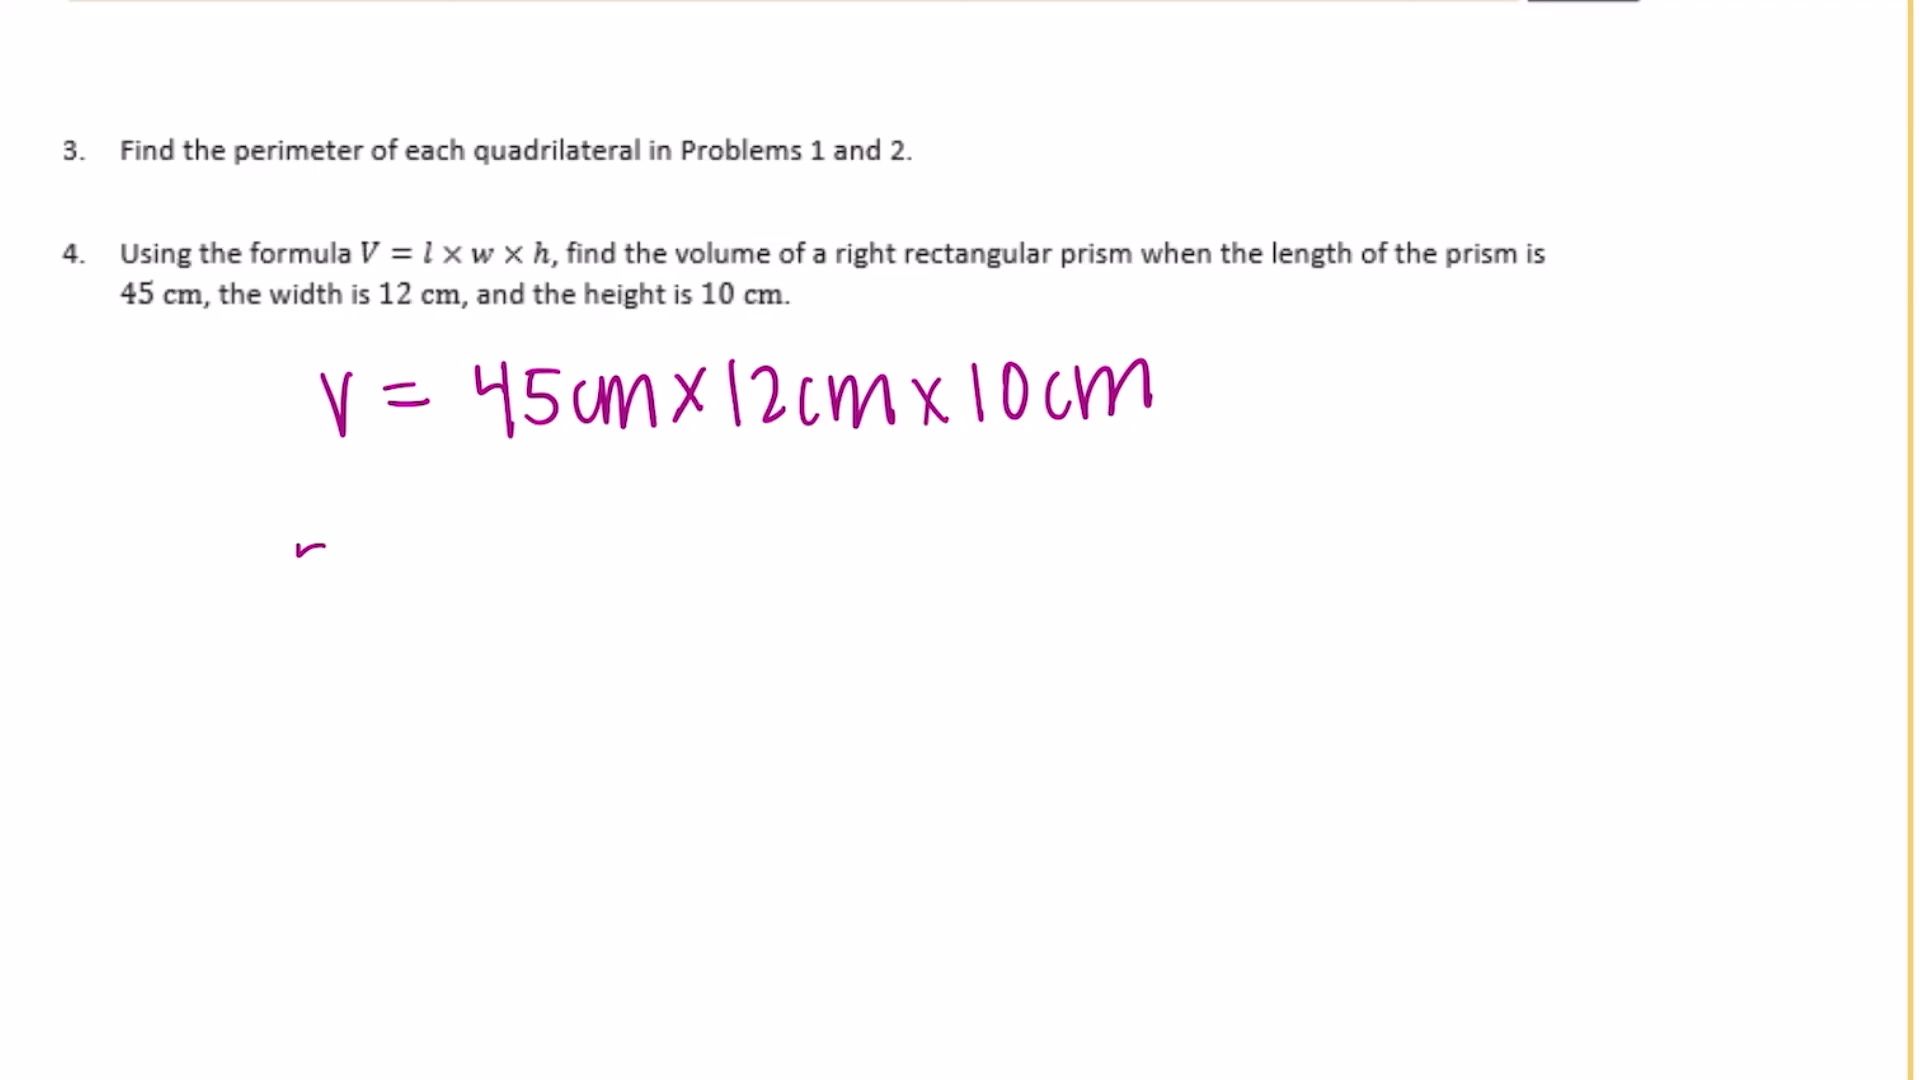 3. Find the perimeter of each quadrilateral in Problems 1 and 2.
4. Using the formula V = l × w × h, find the volume of a right rectangular prism when the length of the prism is
45 cm, the width is 12 cm, and the height is 10 cm.
V = 45cm x 12cm x 10cm